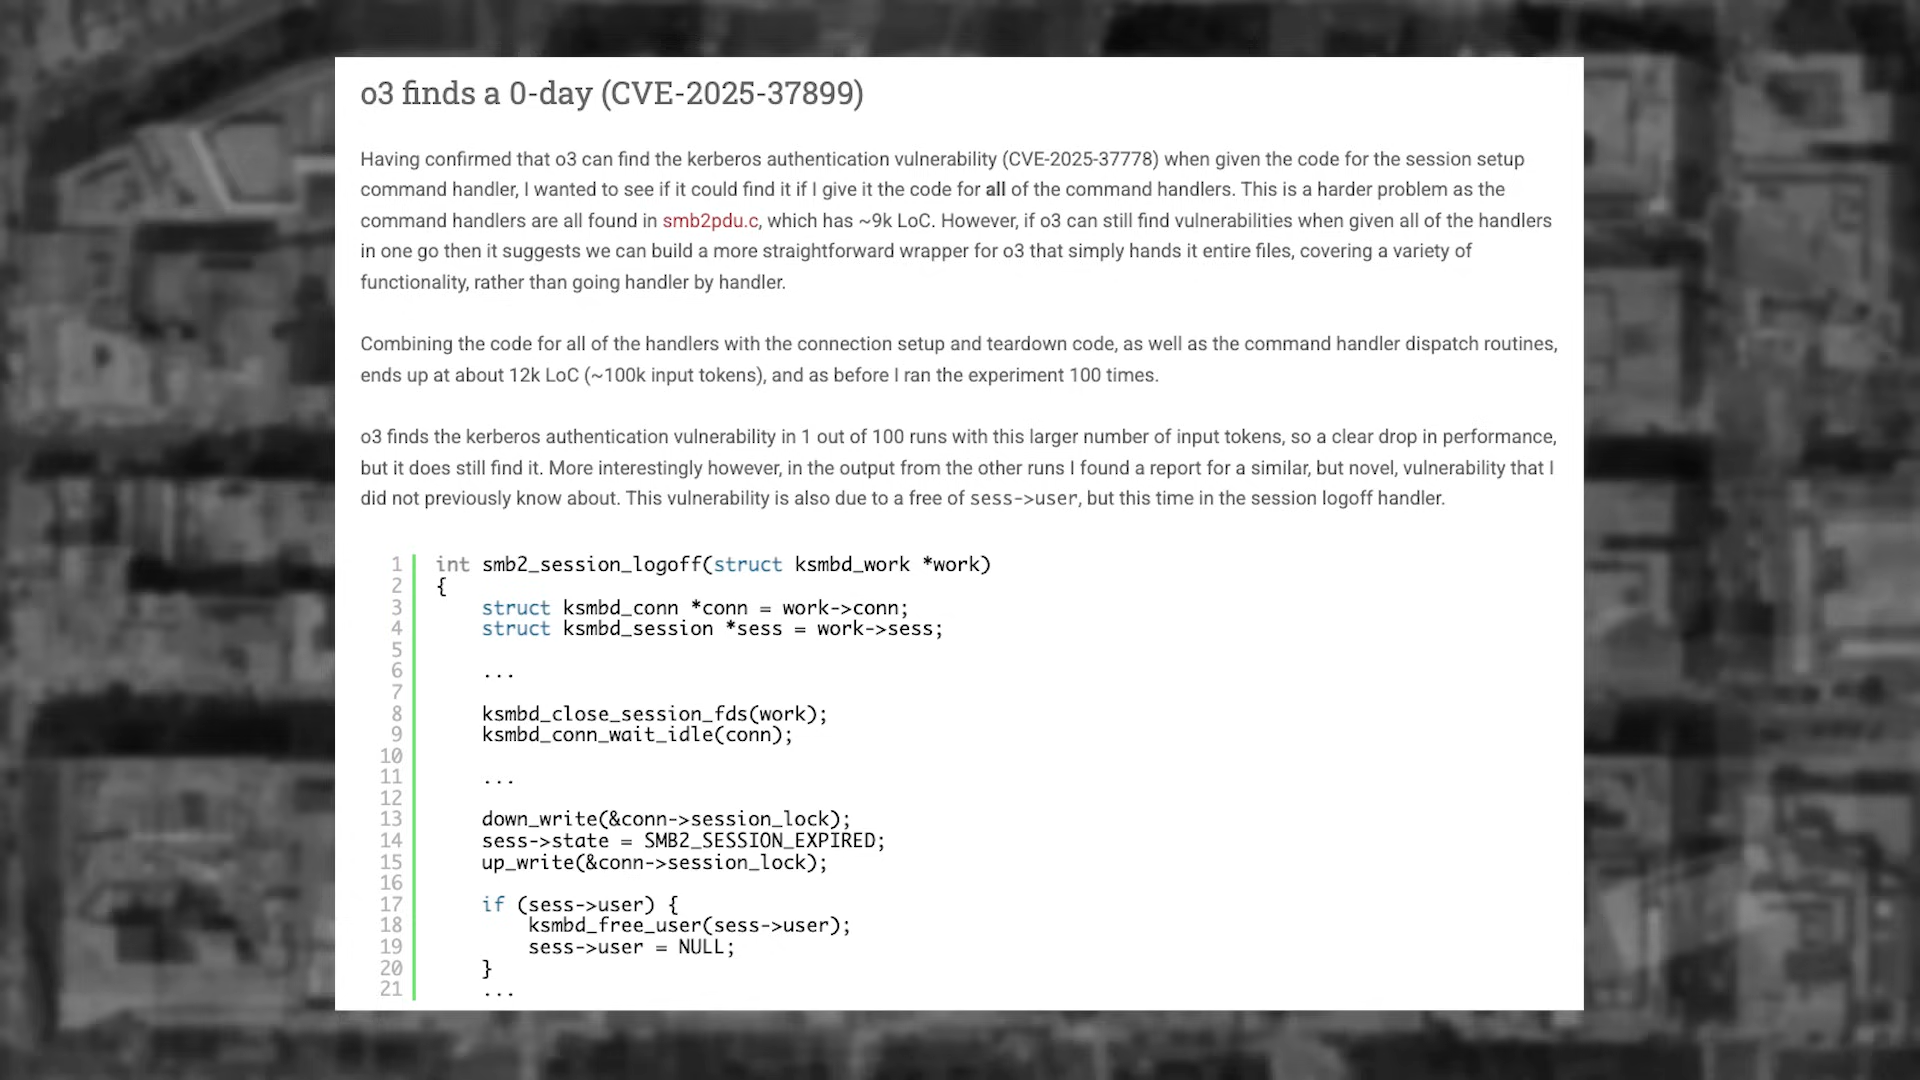 o3 finds a 0-day (CVE-2025-37899)
Having confirmed that o3 can find the kerberos authentication vulnerability (CVE-2025-37778) when given the code for the session setup
command handler, I wanted to see if it could find it if I give it the code for all of the command handlers. This is a harder problem as the
command handlers are all found in smb2pdu.c, which has ~9k LoC. However, if o3 can still find vulnerabilities when given all of the handlers
in one go then it suggests we can build a more straightforward wrapper for o3 that simply hands it entire files, covering a variety of
functionality, rather than going handler by handler.
Combining the code for all of the handlers with the connection setup and teardown code, as well as the command handler dispatch routines,
ends up at about 12k LoC (~100k input tokens), and as before I ran the experiment 100 times.
o3 finds the kerberos authentication vulnerability in 1 out of 100 runs with this larger number of input tokens, so a clear drop in performance,
but it does still find it. More interestingly however, in the output from the other runs I found a report for a similar, but novel, vulnerability that I
did not previously know about. This vulnerability is also due to a free of sess->user, but this time in the session logoff handler.
1 int smb2_session_logoff(struct ksmbd_work *work)
2 {
3 struct ksmbd_conn *conn = work->conn;
4 struct ksmbd_session *sess = work->sess;
5
6 ...
7
8 ksmbd_close_session_fds(work);
9 ksmbd_conn_wait_idle(conn);
10
11 ...
12
13 down_write(&conn->session_lock);
14 sess->state = SMB2_SESSION_EXPIRED;
15 up_write(&conn->session_lock);
16
17 if (sess->user) {
18 ksmbd_free_user(sess->user);
19 sess->user = NULL;
20 }
21 ...